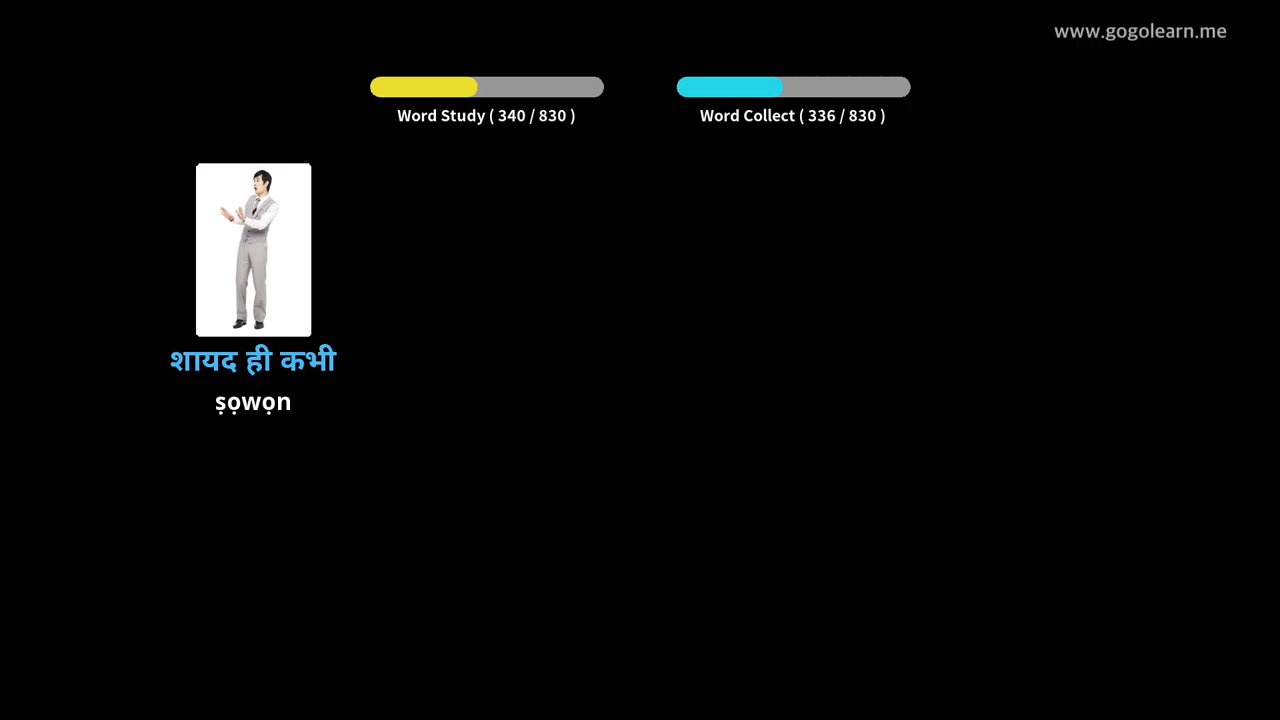 www.gogolearn.me
Word Study ( 340 / 830 )
Word Collect ( 336 / 830 )
शायद ही कभी
ṣọwọn